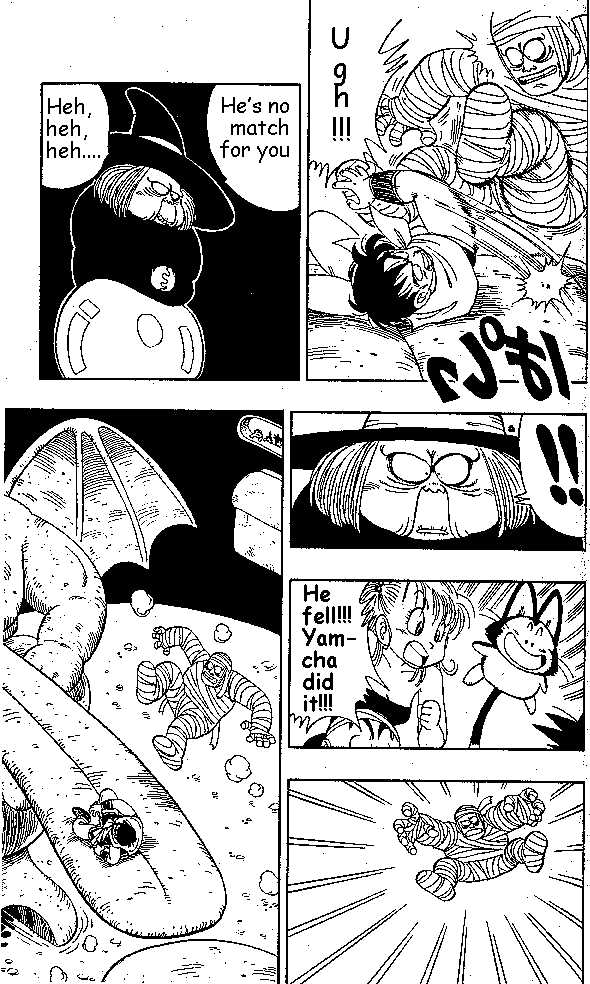 U
g
h
!!!
He's no
match
for you
Heh,
heh,
heh....
!!
He
fell!!!
Yam-
cha
did
it!!!